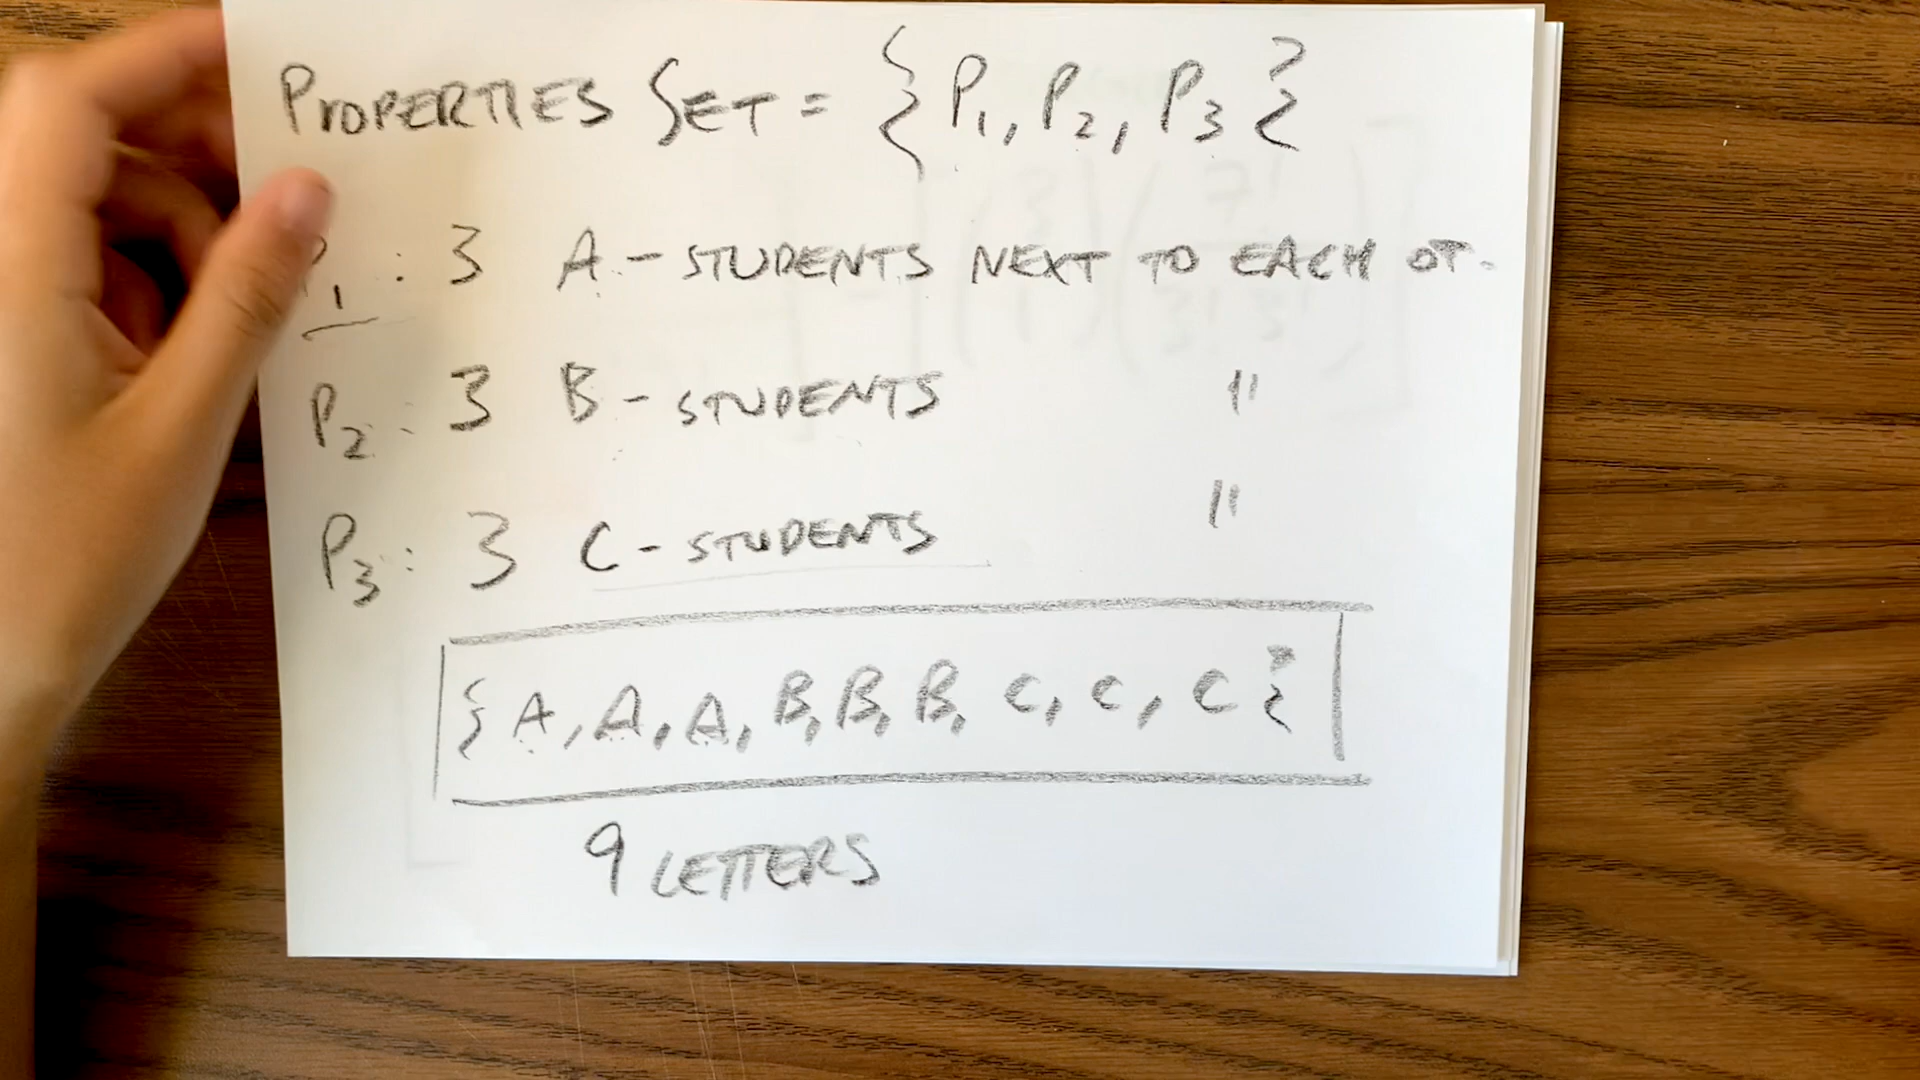 PROPERTIES SET = { P₁, P₂, P₃ }
P₁ : 3 A - STUDENTS NEXT TO EACH OT.
P₂ : 3 B - STUDENTS "
P₃ : 3 C - STUDENTS "
{ A, A, A, B, B, B, C, C, C }
9 LETTERS